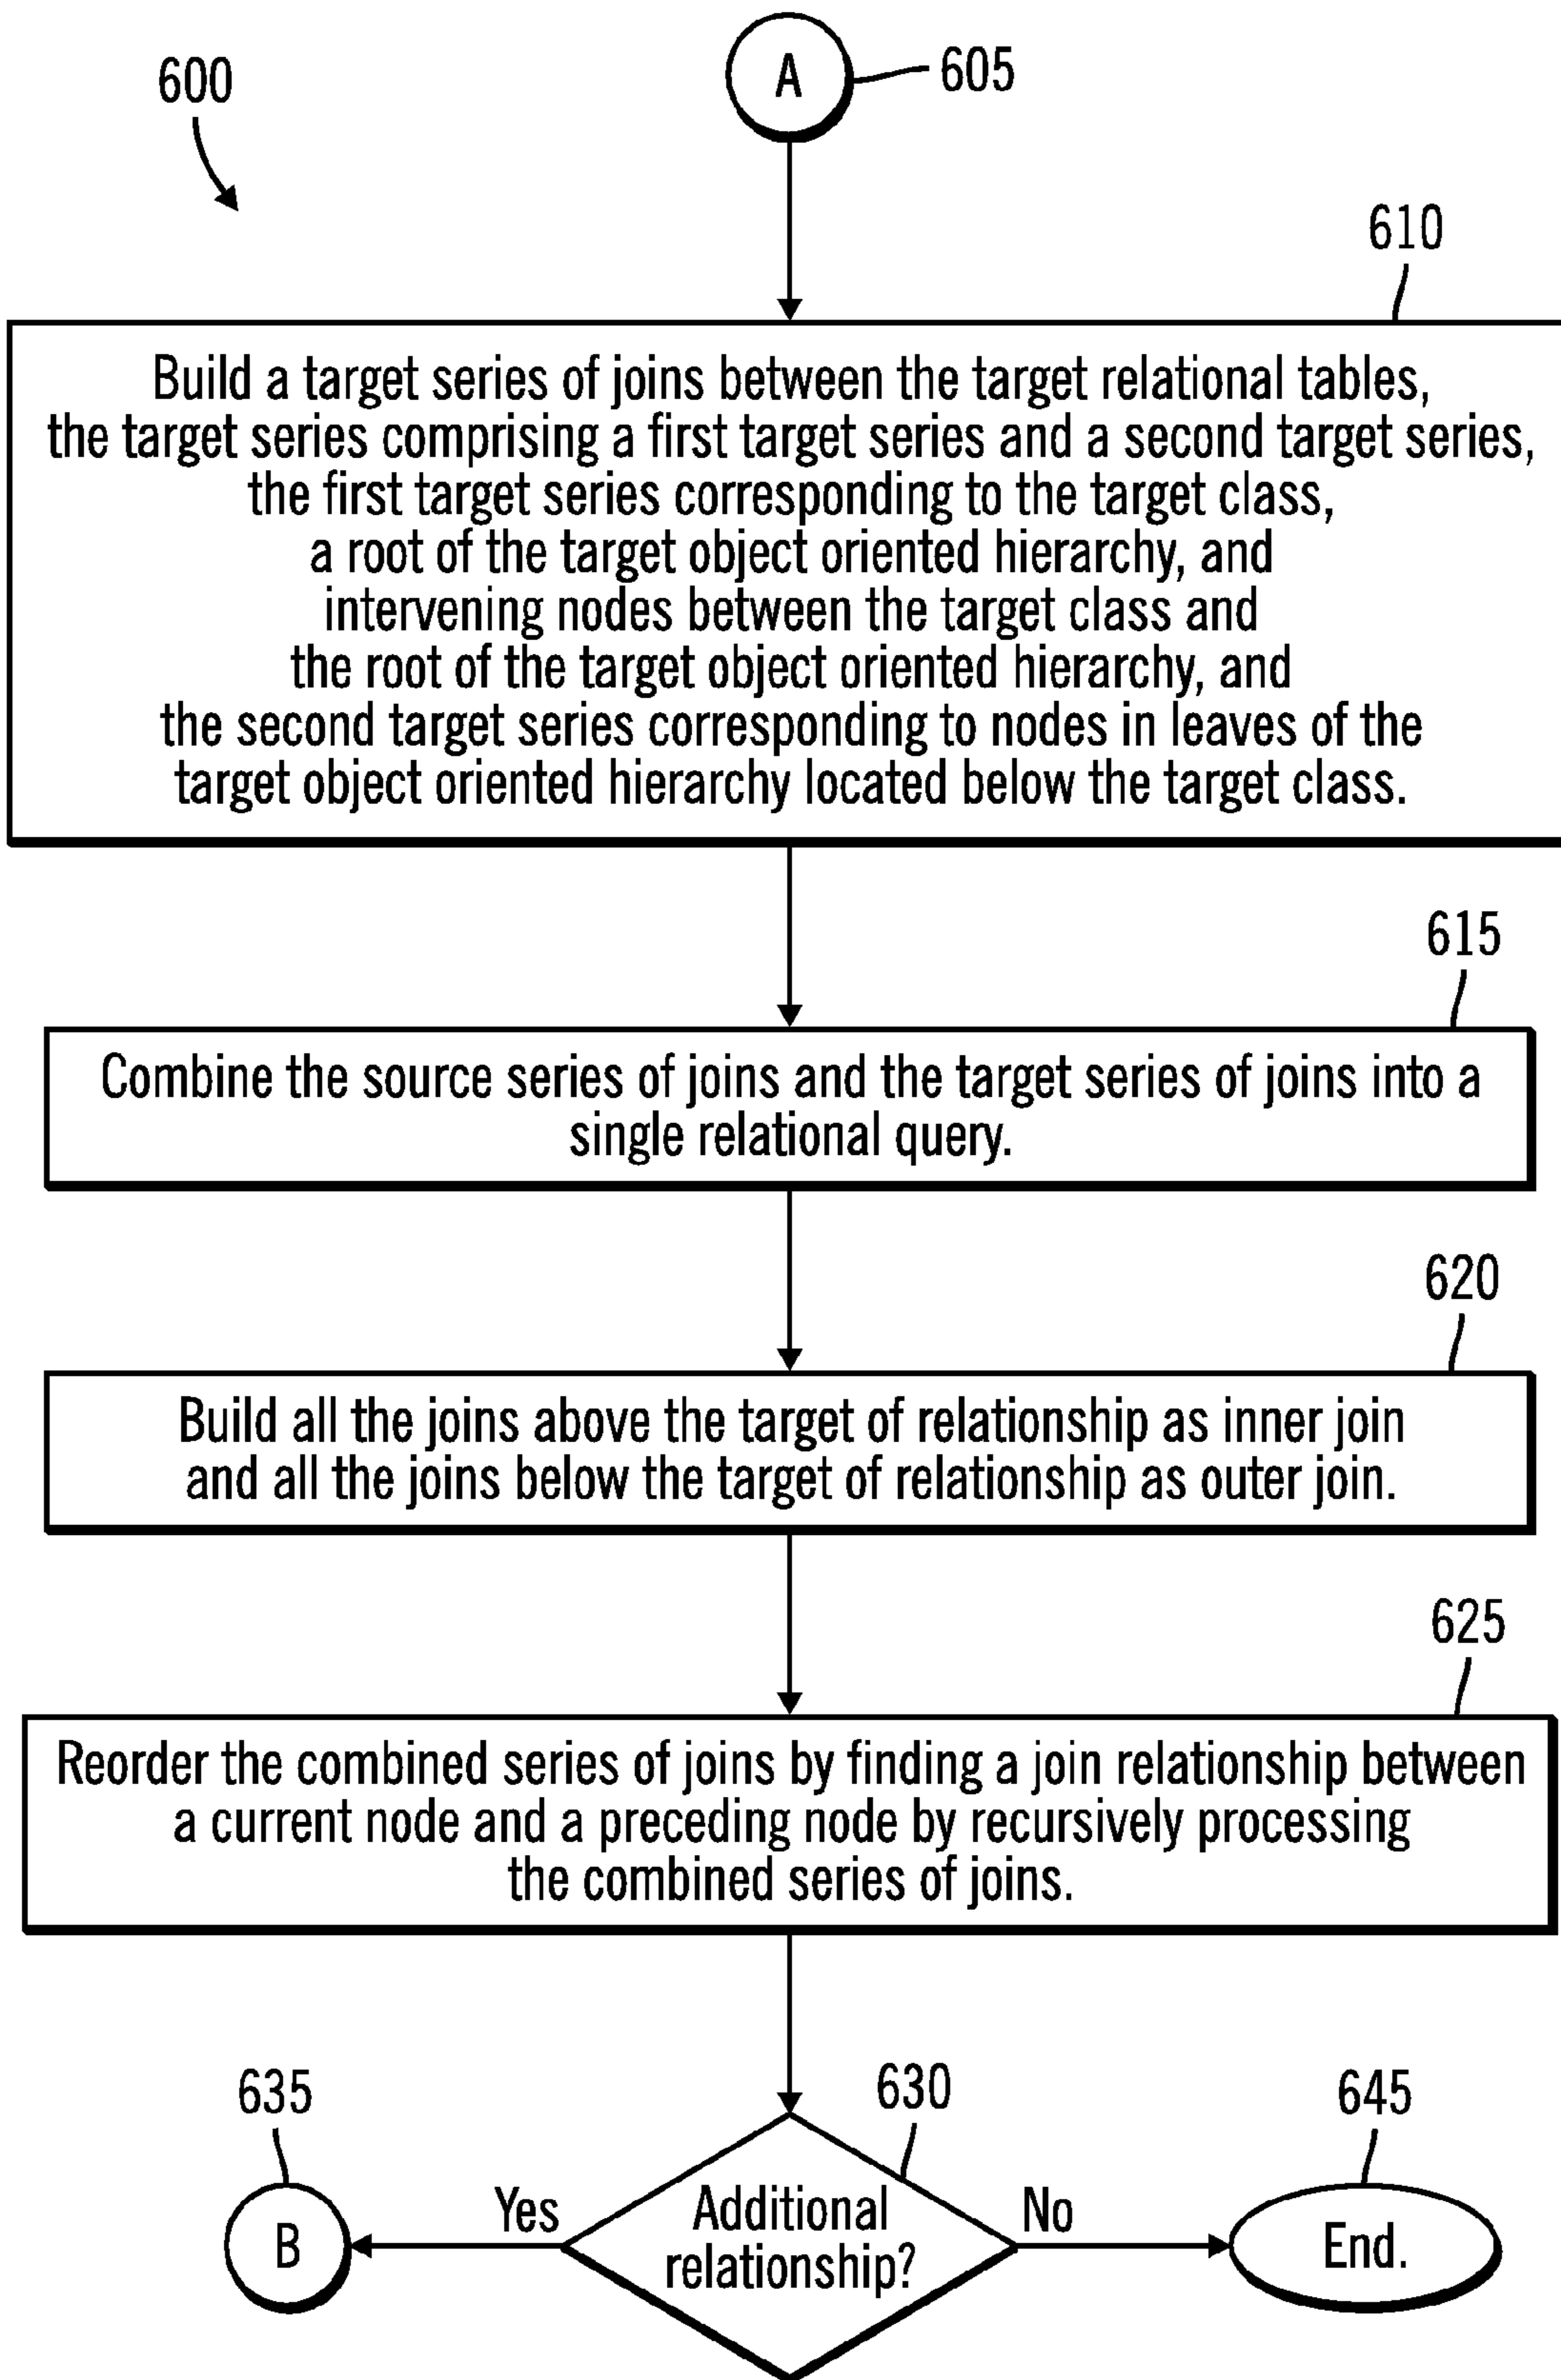 600
A
605
610
Build a target series of joins between the target relational tables,
the target series comprising a first target series and a second target series,
the first target series corresponding to the target class,
a root of the target object oriented hierarchy, and
intervening nodes between the target class and
the root of the target object oriented hierarchy, and
the second target series corresponding to nodes in leaves of the
target object oriented hierarchy located below the target class.
615
Combine the source series of joins and the target series of joins into a
single relational query.
620
Build all the joins above the target of relationship as inner join
and all the joins below the target of relationship as outer join.
625
Reorder the combined series of joins by finding a join relationship between
a current node and a preceding node by recursively processing
the combined series of joins.
635
630
645
B
Yes
Additional
relationship?
No
End.